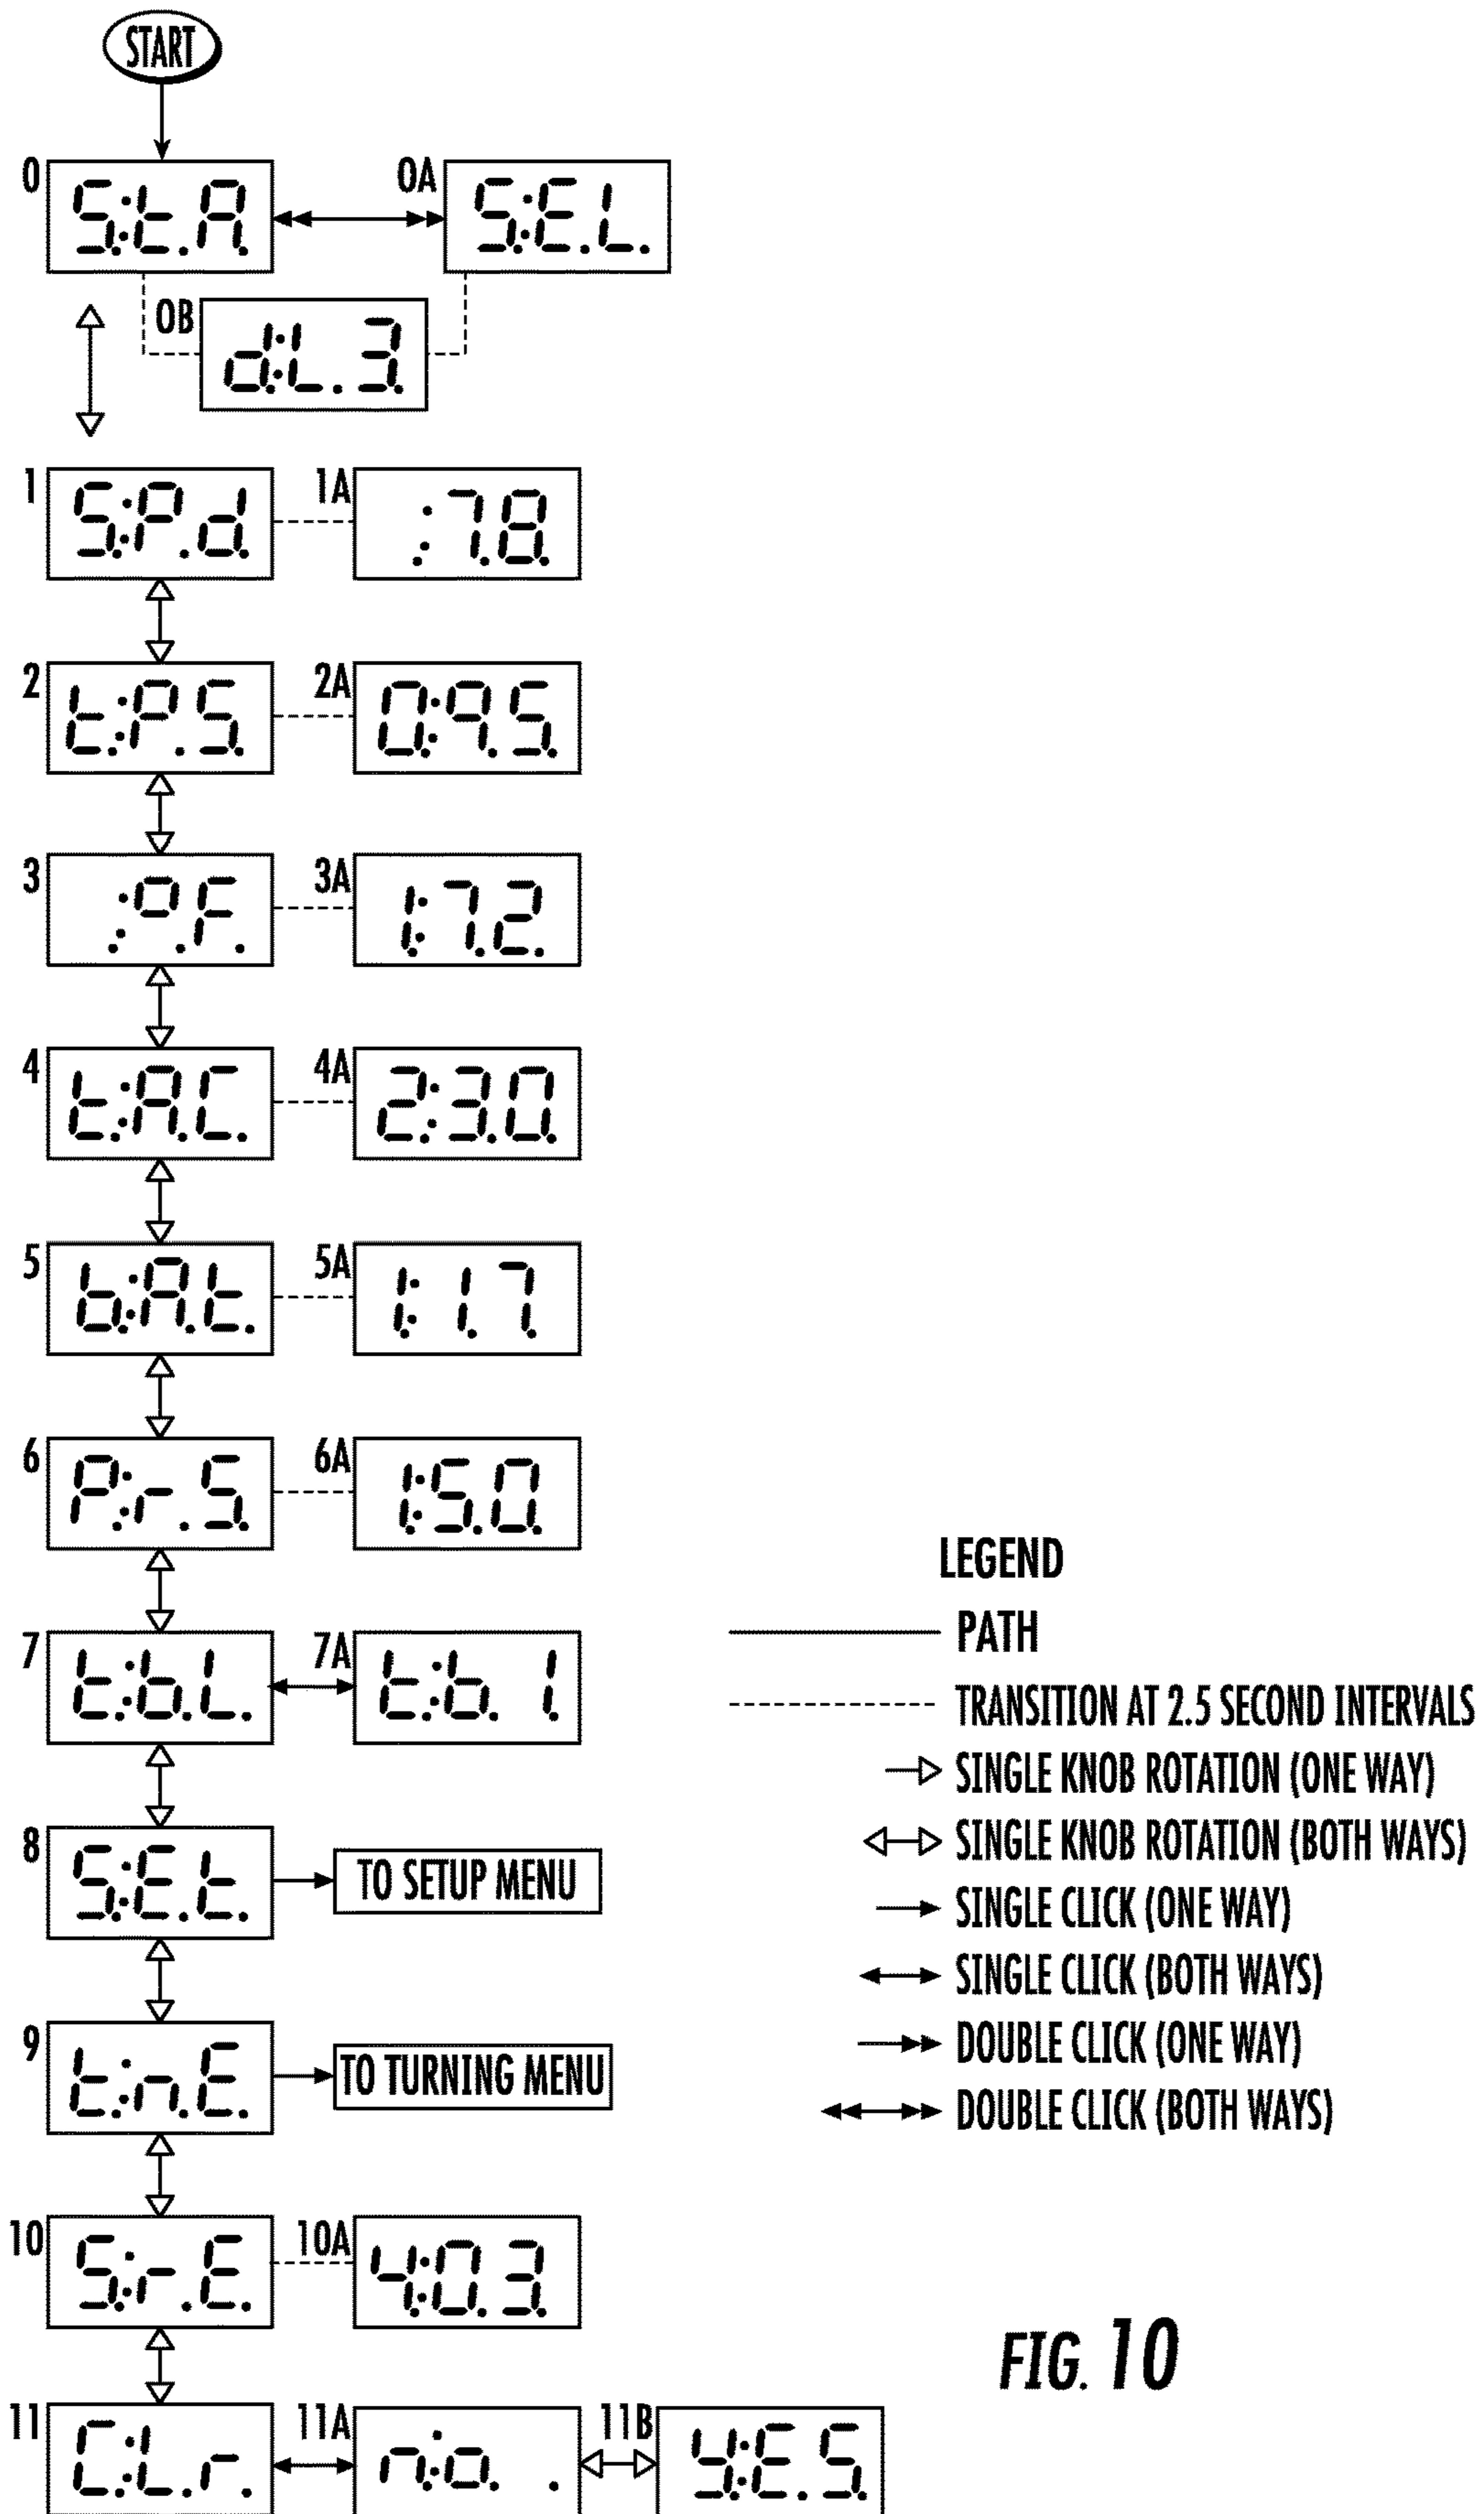 START
0 S:t.A. 0A S:E.L.
0B d:L.3.
1 S:P.d. 1A :7.8.
2 t:P.S. 2A 0:9.5.
3 :°.F. 3A 1:7.2.
4 t:A.C. 4A 2:3.0.
5 b:A.t. 5A 1:1.7.
6 P:r.S. 6A 1:5.0.
7 t:b.L. 7A t:b.1
8 S:E.t. TO SETUP MENU
9 t:n.E. TO TURNING MENU
10 S:r.E. 10A 4:0.3.
11 C:L.r. 11A n:o. . 11B y:E.S.
LEGEND
PATH
TRANSITION AT 2.5 SECOND INTERVALS
SINGLE KNOB ROTATION (ONE WAY)
SINGLE KNOB ROTATION (BOTH WAYS)
SINGLE CLICK (ONE WAY)
SINGLE CLICK (BOTH WAYS)
DOUBLE CLICK (ONE WAY)
DOUBLE CLICK (BOTH WAYS)
FIG. 10